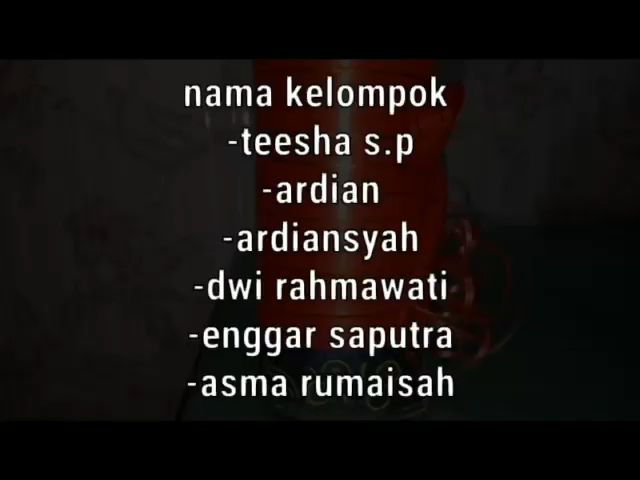 nama kelompok
-teesha s.p
-ardian
-ardiansyah
-dwi rahmawati
-enggar saputra
-asma rumaisah